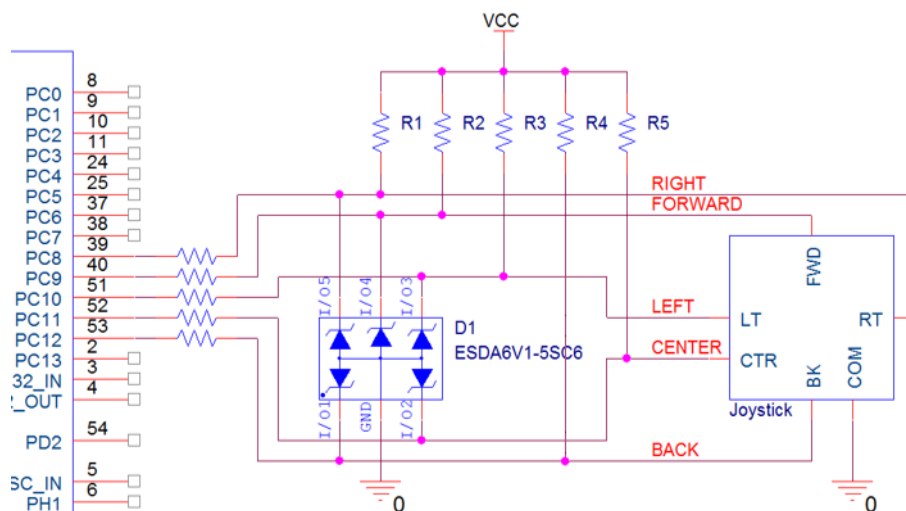 VCC
R1 R2 R3 R4 R5
8
PC0
9
PC1
10
PC2
11
PC3
24
PC4
25
PC5
37
PC6
38
PC7
39
PC8
40
PC9
51
PC10
52
PC11
53
PC12
2
PC13
3
32_IN
4
_OUT
54
PD2
5
SC_IN
6
PH1
RIGHT
FORWARD
LEFT
CENTER
BACK
I/O5 I/O4 I/O3
D1
ESDA6V1-5SC6
I/O1 GND I/O2
0
FWD
LT RT
CTR
BK COM
Joystick
0